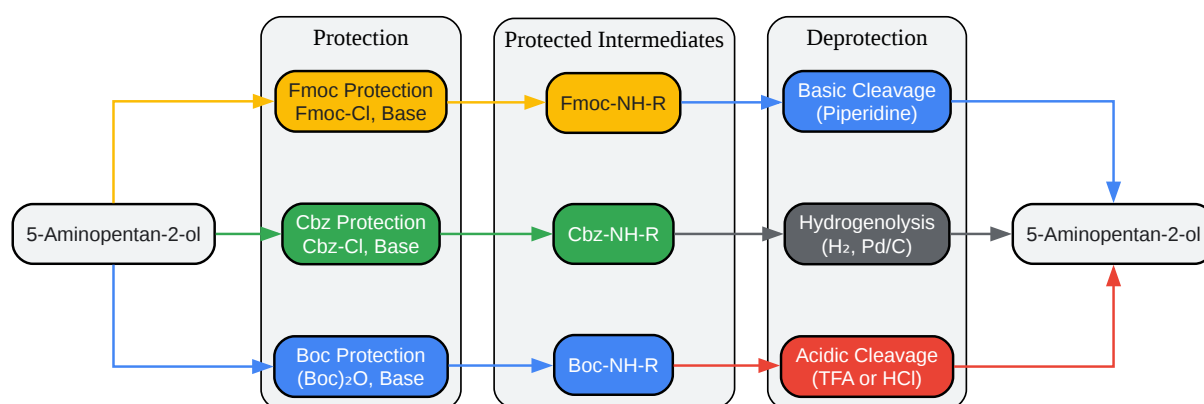 Protection
Protected Intermediates
Deprotection
Fmoc Protection
Fmoc-Cl, Base
Fmoc-NH-R
Basic Cleavage
(Piperidine)
5-Aminopentan-2-ol
Cbz Protection
Cbz-Cl, Base
Cbz-NH-R
Hydrogenolysis
(H₂, Pd/C)
5-Aminopentan-2-ol
Boc Protection
(Boc)₂O, Base
Boc-NH-R
Acidic Cleavage
(TFA or HCl)